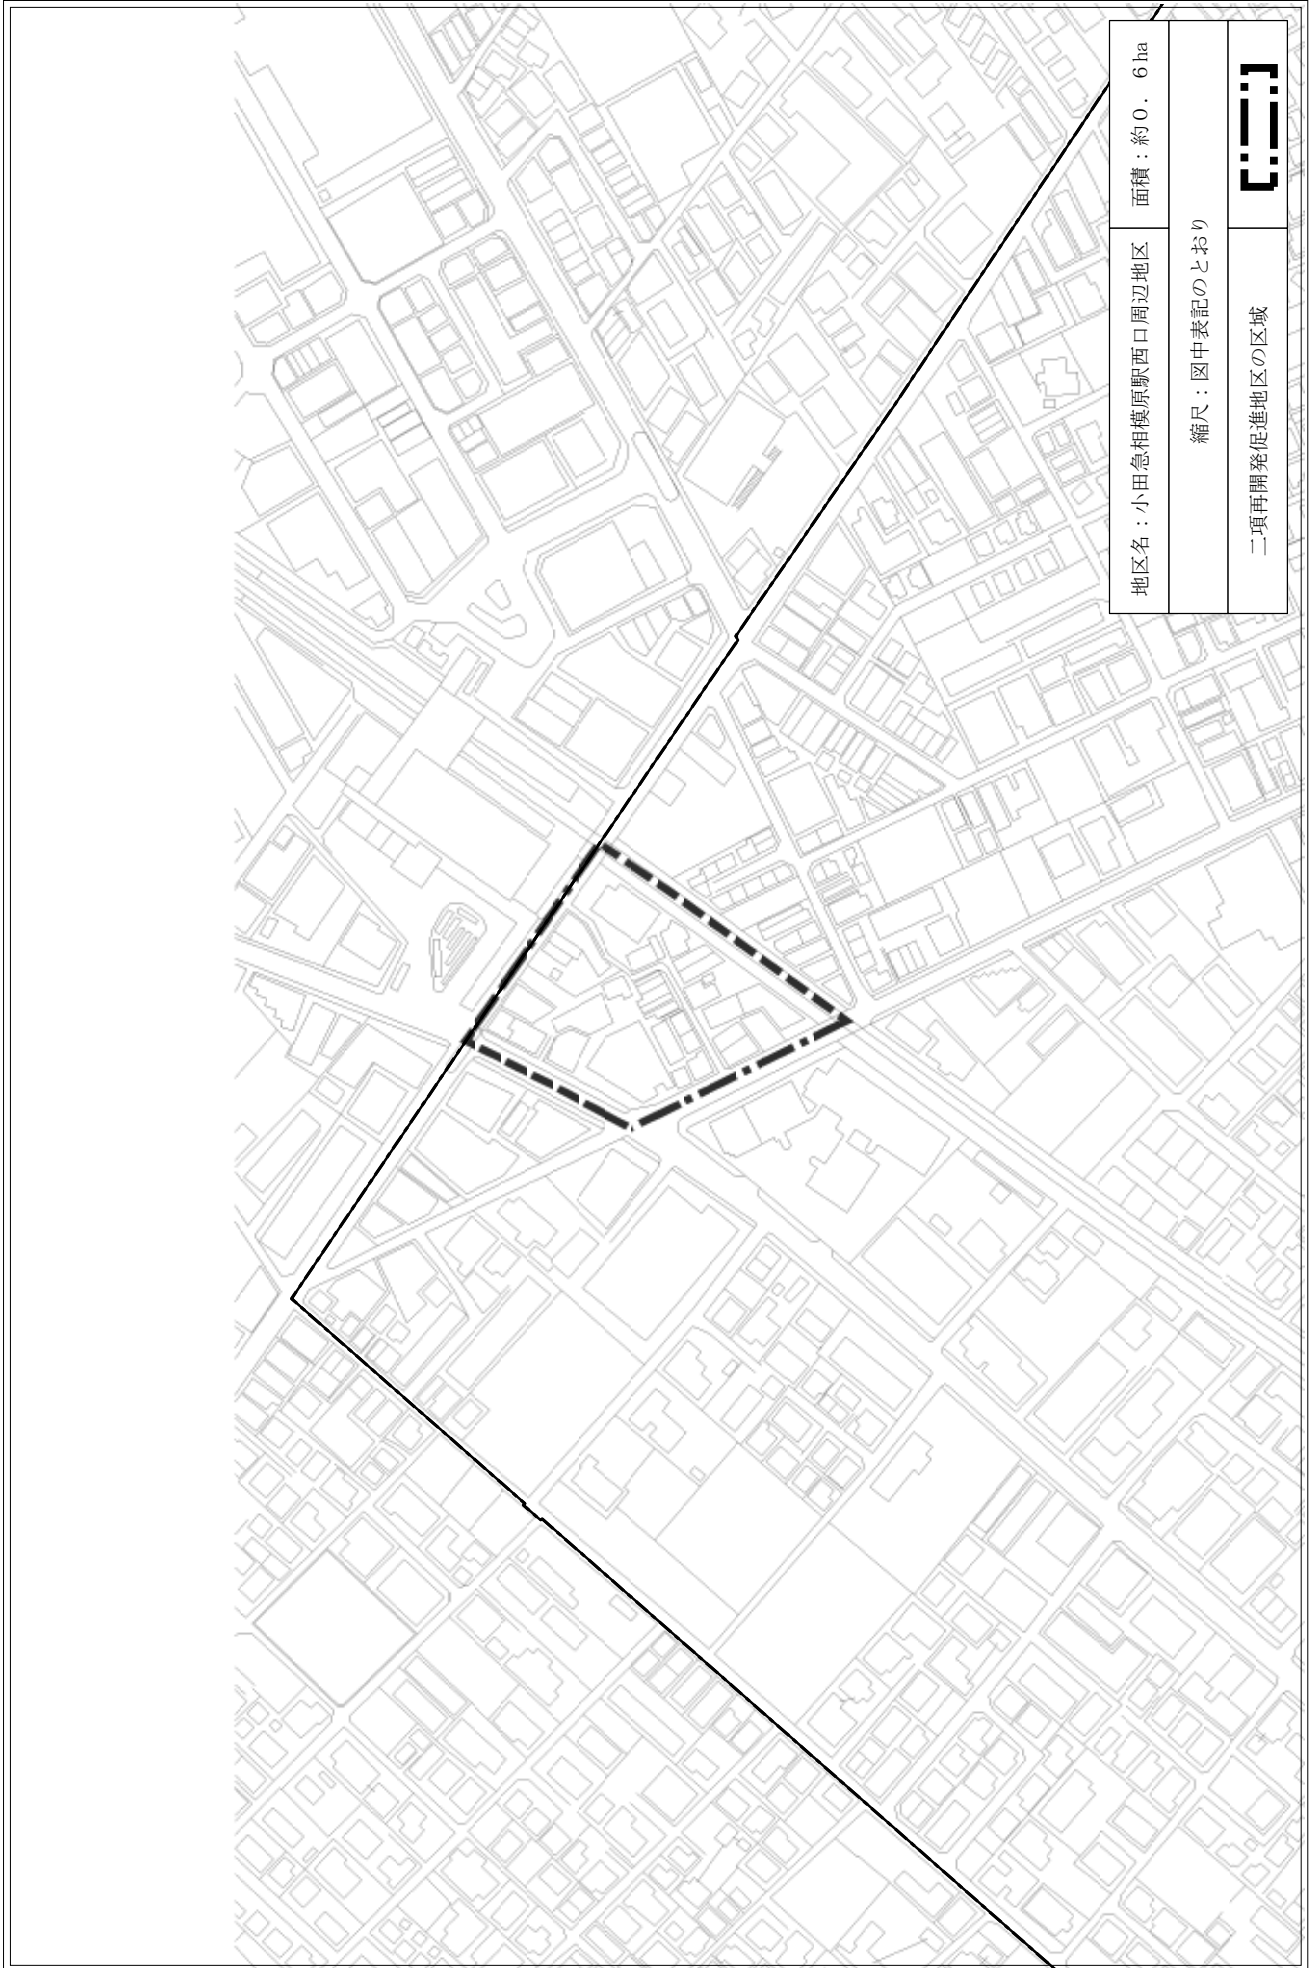 地区名：小田急相模原駅西口周辺地区
面積：約０．６ha
縮尺：図中表記のとおり
二項再開発促進地区の区域